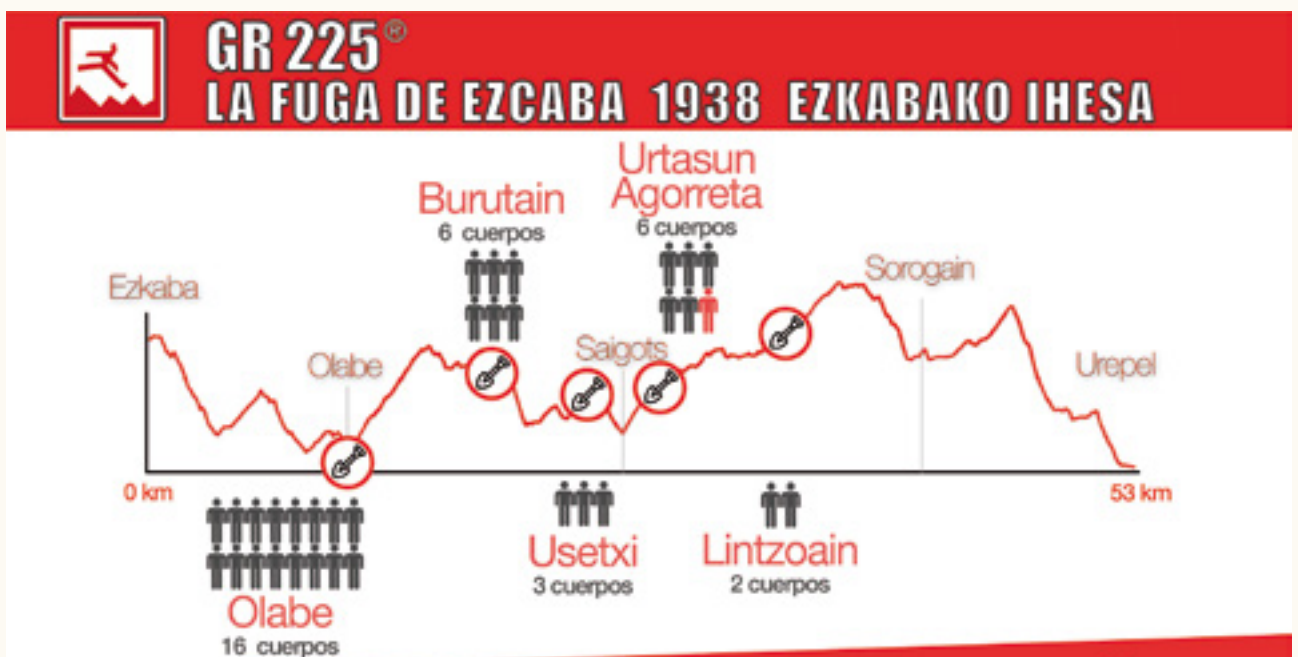 GR 225®
LA FUGA DE EZCABA 1938 EZKABAKO IHESA
Urtasun
Agorreta
6 cuerpos
Burutain
6 cuerpos
Sorogain
Ezkaba
Saigots
Olabe
Urepel
0 km
53 km
Usetxi
3 cuerpos
Lintzoain
2 cuerpos
Olabe
16 cuerpos